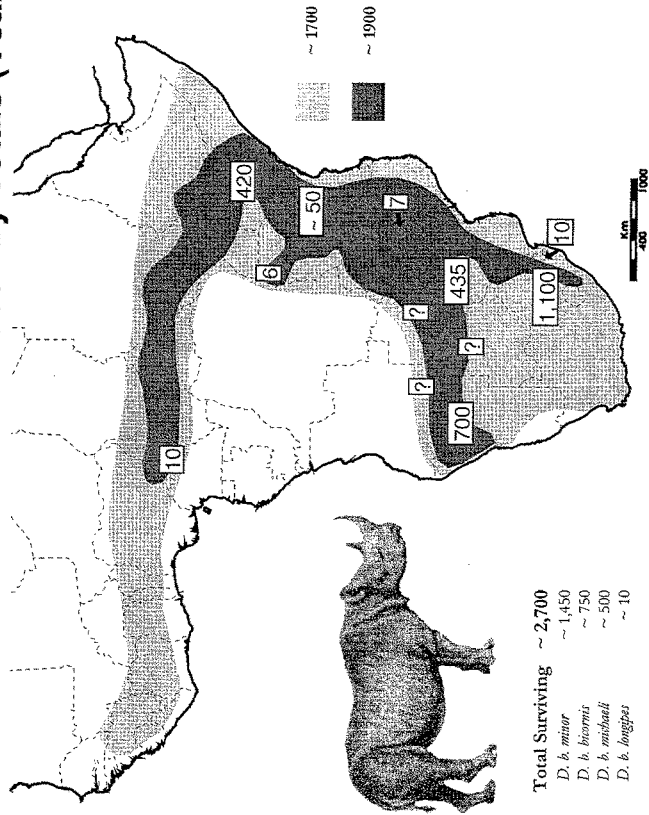 ~ 1700
~ 1900
420
~ 50
7
6
10
435
10
1,100
?
?
?
700
10
Km
400 1000
Total Surviving ~ 2,700
D. b. minor ~ 1,450
D. b. bicornis ~ 750
D. b. michaeli ~ 500
D. b. longipes ~ 10